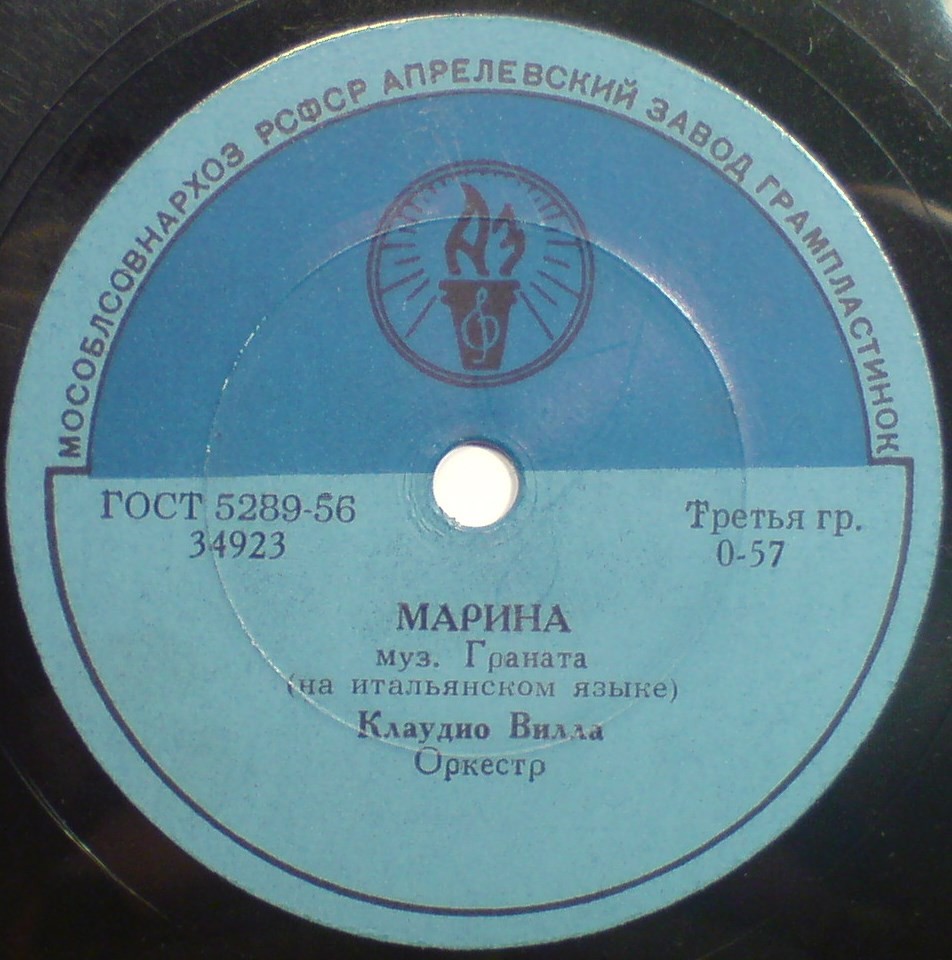 МОСОБЛСОВНАРХОЗ РСФСР АПРЕЛЕВСКИЙ ЗАВОД ГРАМПЛАСТИНОК
АЗ
ГОСТ 5289-56
34923
Третья гр.
0-57
МАРИНА
муз. Граната
(на итальянском языке)
Клаудио Вилла
Оркестр